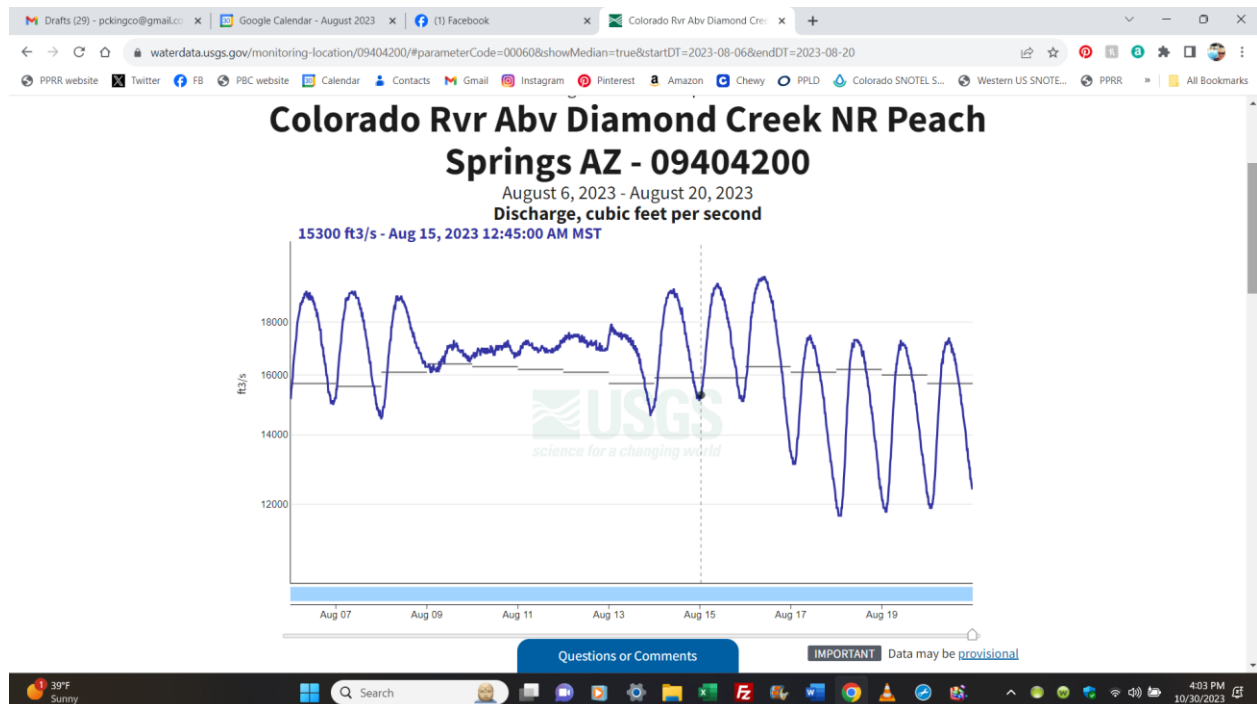 Drafts (29) - pckingco@gmail.co
Google Calendar - August 2023
(1) Facebook
Colorado Rvr Abv Diamond Cree
waterdata.usgs.gov/monitoring-location/09404200/#parameterCode=00060&showMedian=true&startDT=2023-08-06&endDT=2023-08-20
PPRR website Twitter FB PBC website Calendar Contacts Gmail Instagram Pinterest Amazon Chewy PPLD Colorado SNOTEL S... Western US SNOTE... PPRR » All Bookmarks
Colorado Rvr Abv Diamond Creek NR Peach
Springs AZ - 09404200
August 6, 2023 - August 20, 2023
Discharge, cubic feet per second
15300 ft3/s - Aug 15, 2023 12:45:00 AM MST
18000
16000
14000
12000
ft3/s
USGS
science for a changing world
Aug 07 Aug 09 Aug 11 Aug 13 Aug 15 Aug 17 Aug 19
Questions or Comments
IMPORTANT Data may be provisional
1 39°F
Sunny
Search
4:03 PM
10/30/2023